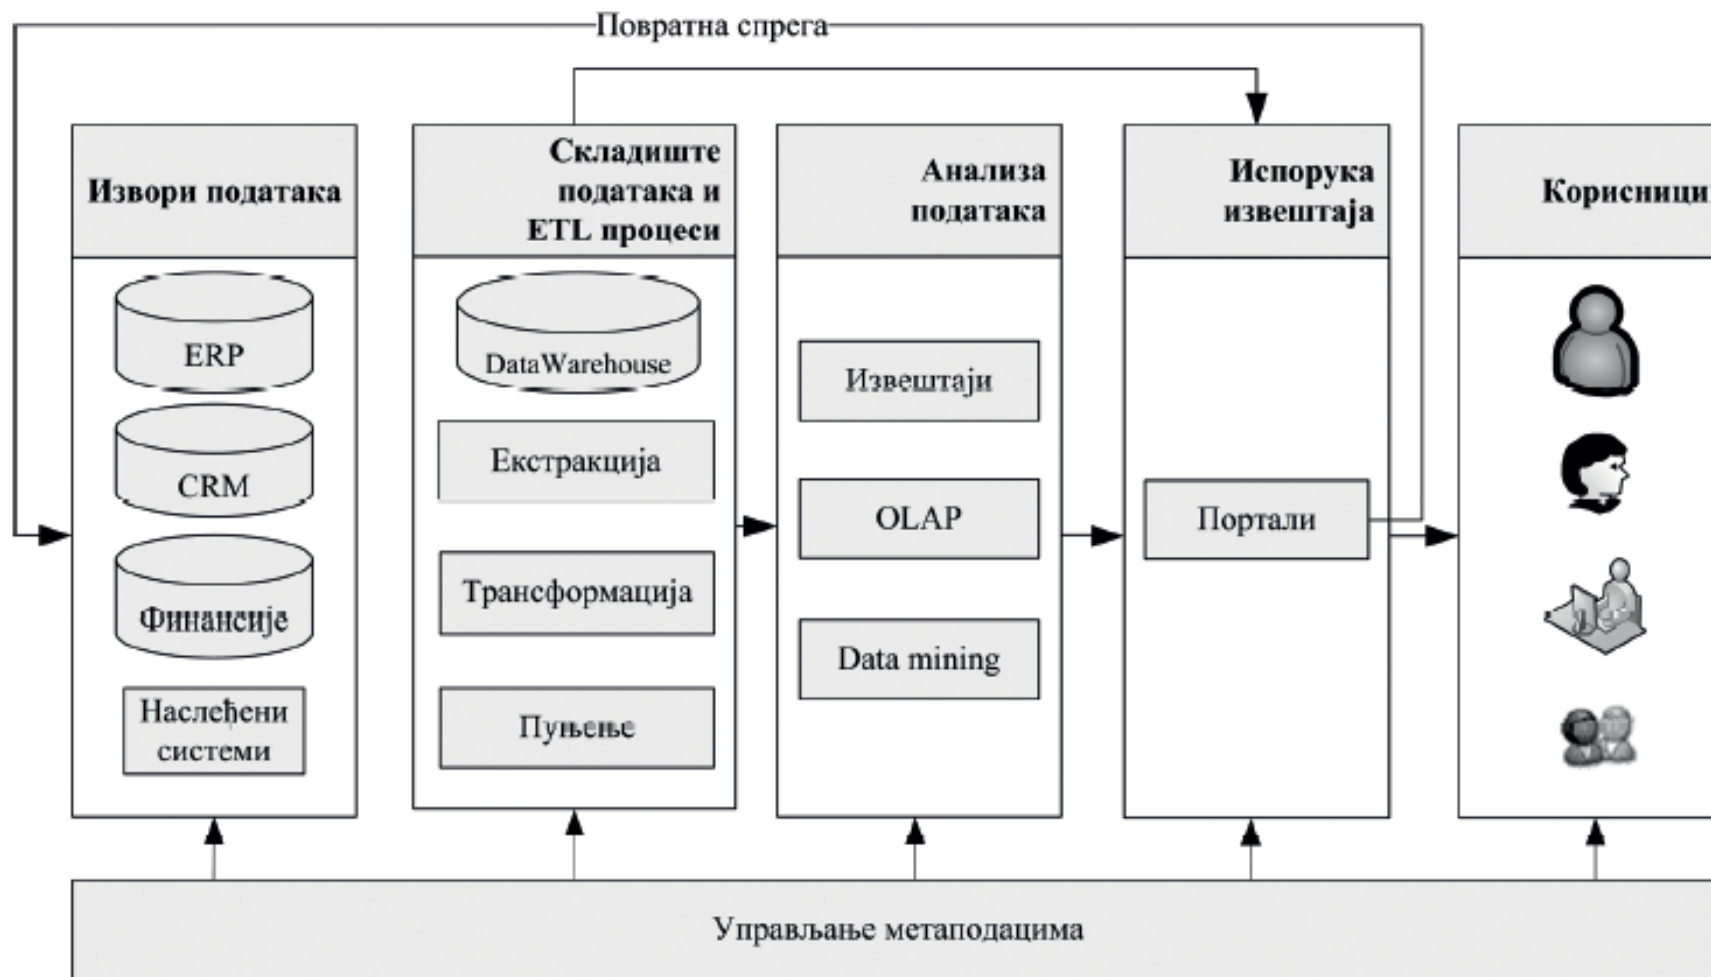 Повратна спрега
Извори података
ERP
CRM
Финансије
Наслеђени
системи
Складиште
података и
ETL процеси
DataWarehouse
Екстракција
Трансформација
Пуњење
Анализа
података
Извештаји
OLAP
Data mining
Испорука
извештаја
Портали
Корисници
Управљање метаподацима